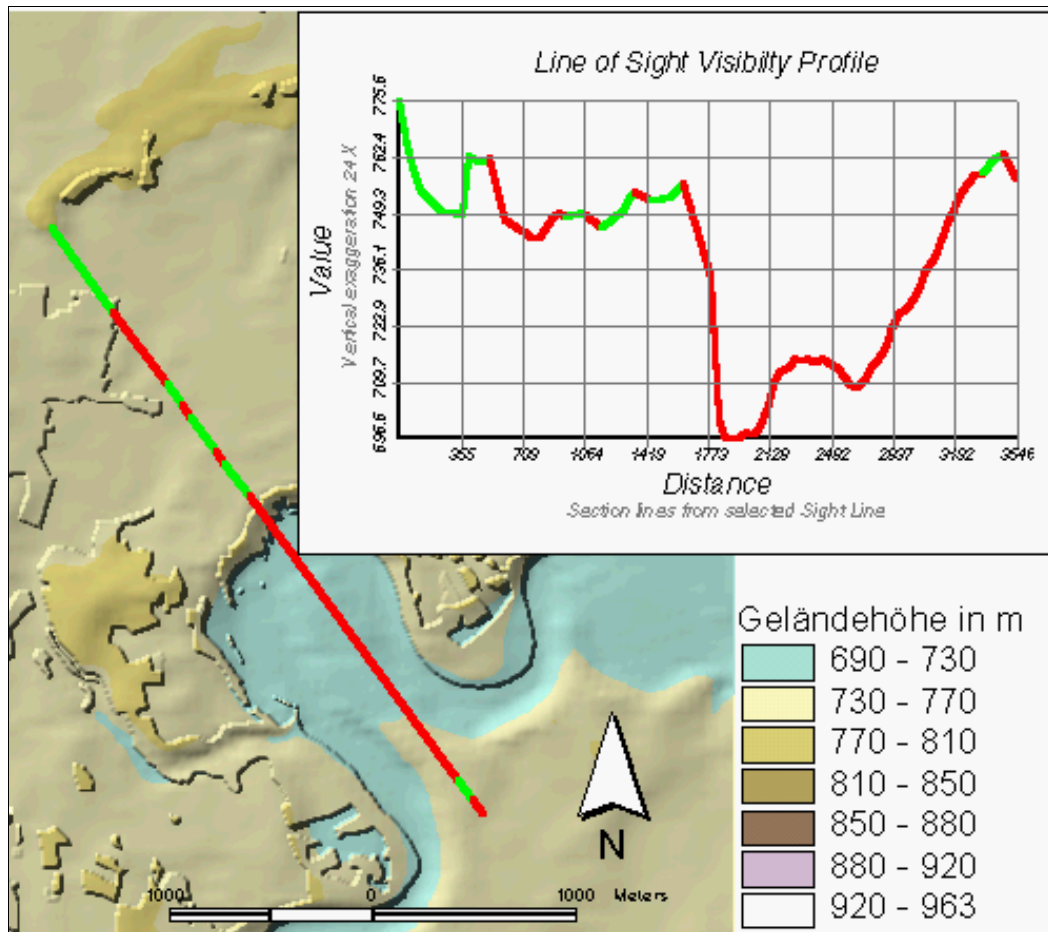 Line of Sight Visibilty Profile
Value
Vertical exaggeration 24 X
775.6
762.4
749.3
736.1
722.9
709.7
696.6
355
709
1064
1419
1773
2128
2482
2837
3192
3546
Distance
Section lines from selected Sight Line
Geländehöhe in m
690 - 730
730 - 770
770 - 810
810 - 850
850 - 880
880 - 920
920 - 963
N
1000 0 1000 Meters